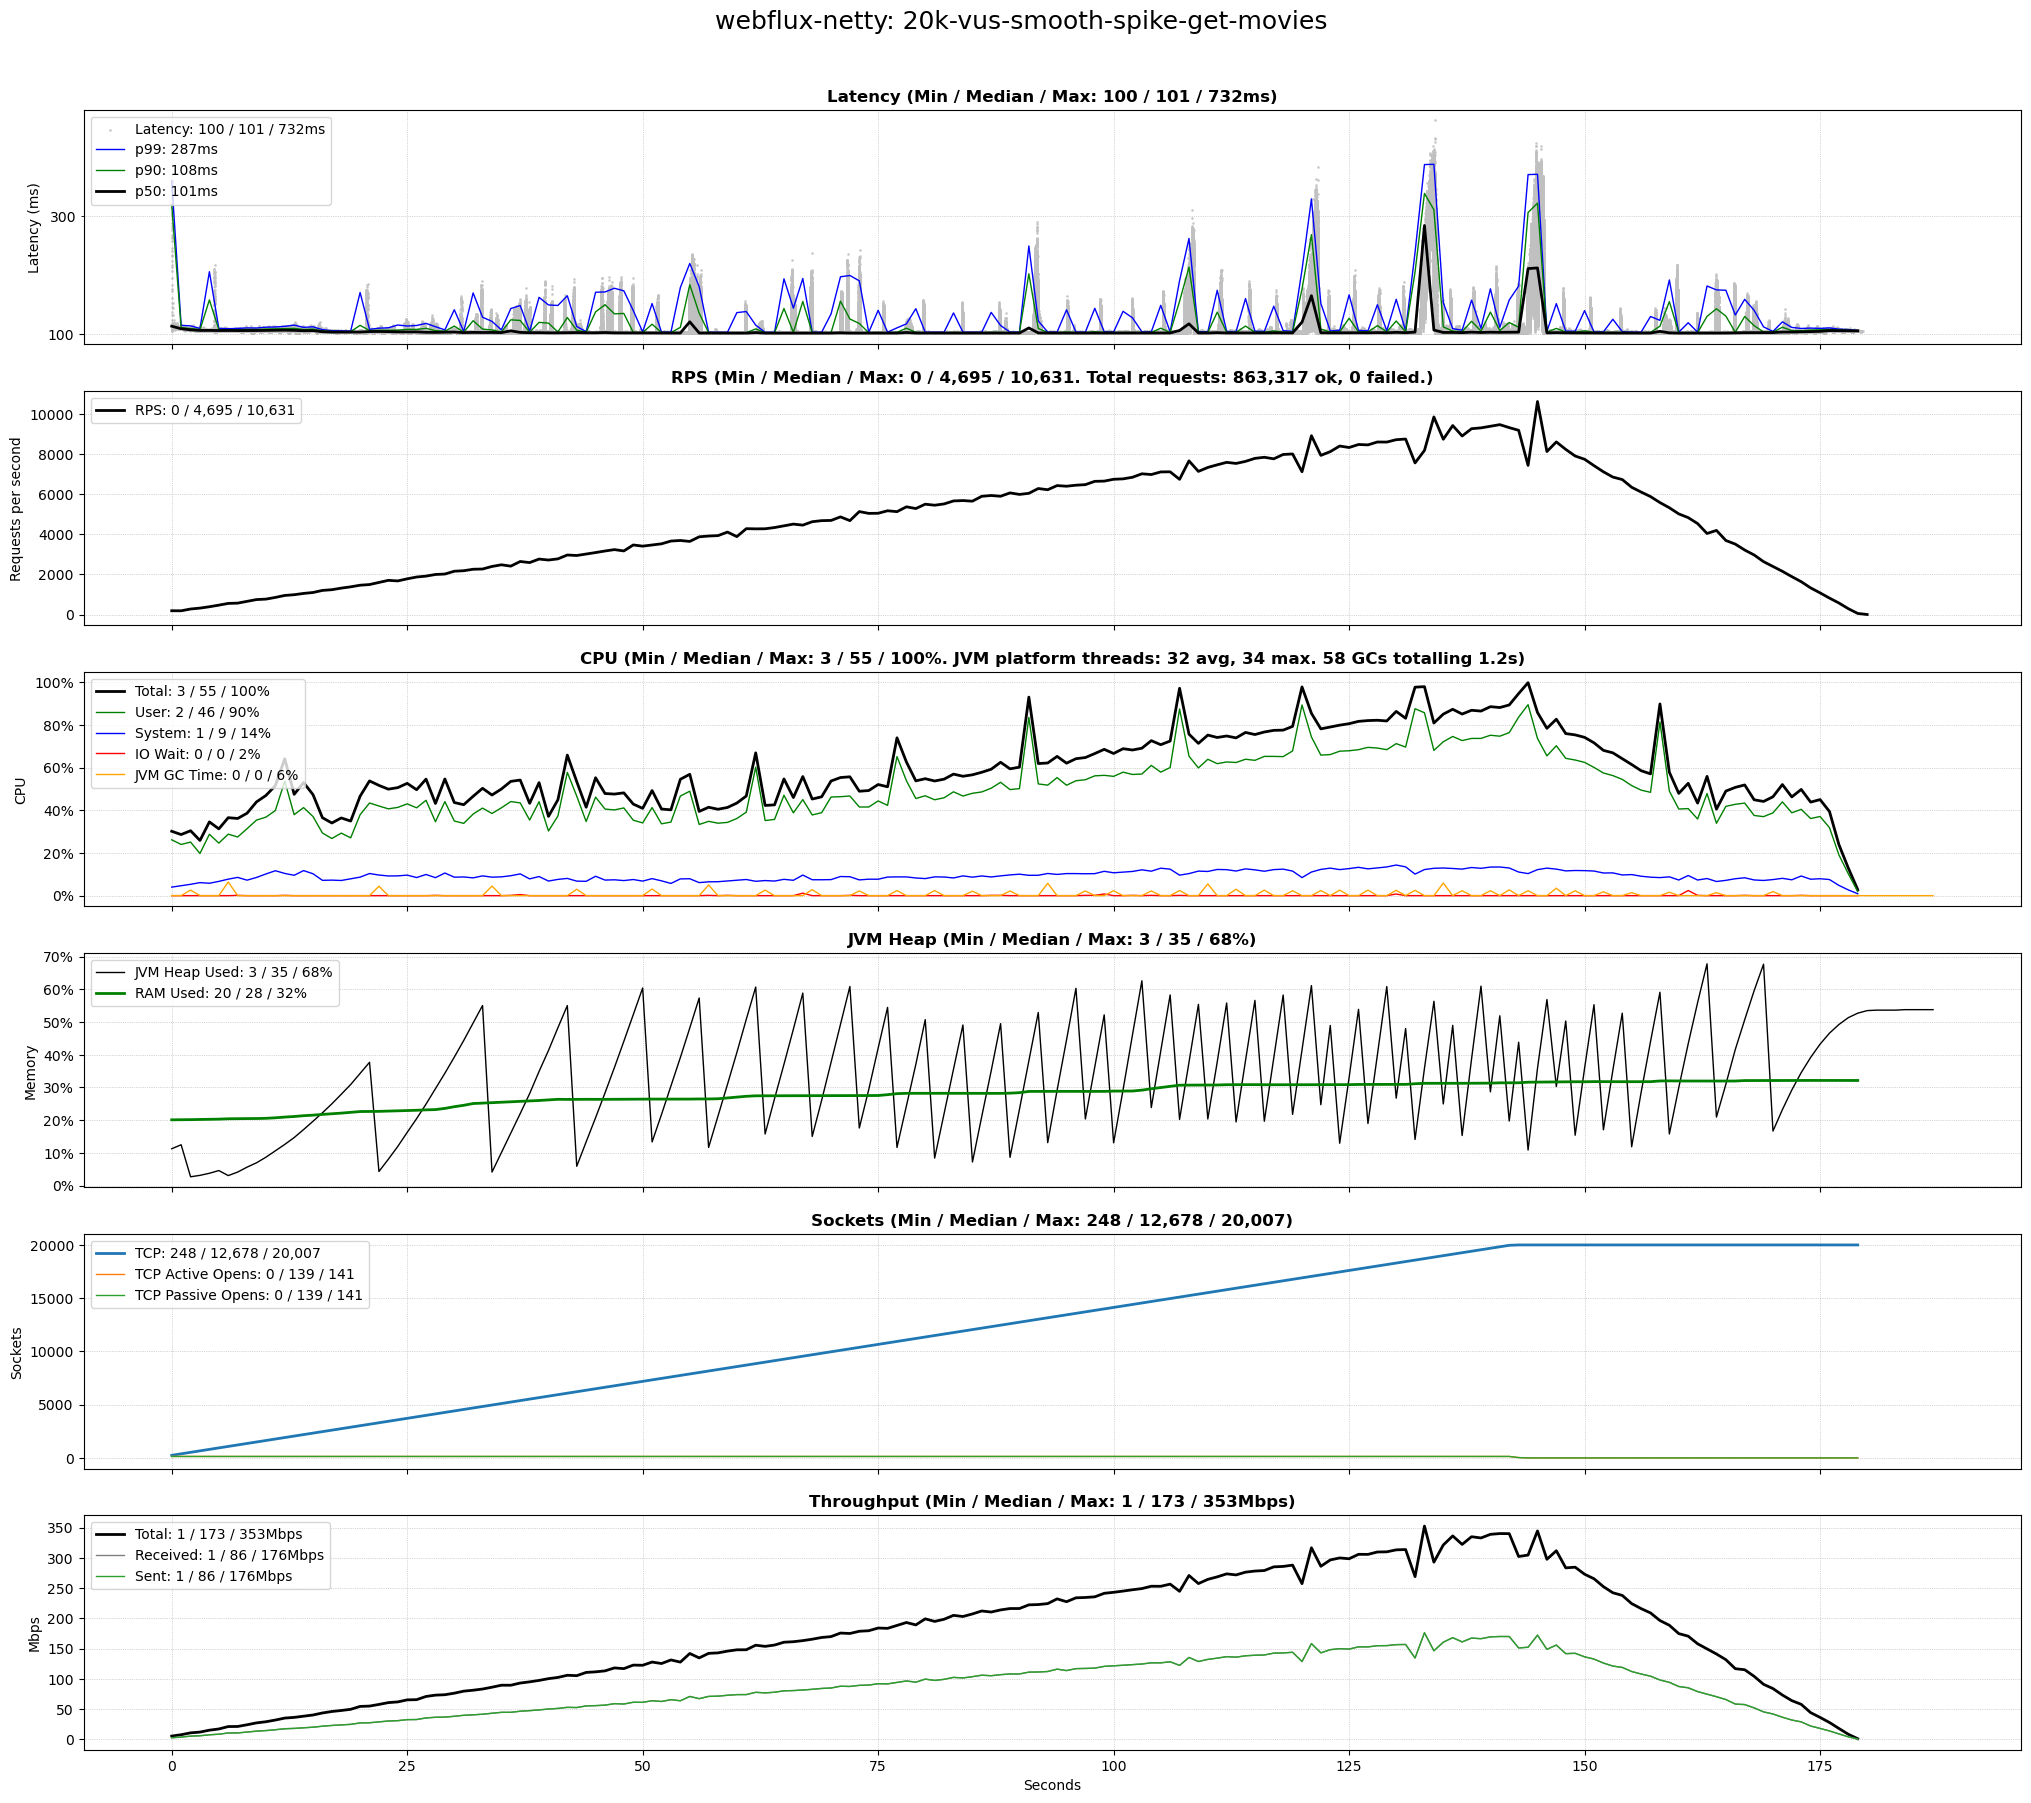 webflux-netty: 20k-vus-smooth-spike-get-movies
Latency (Min / Median / Max: 100 / 101 / 732ms)
Latency: 100 / 101 / 732ms
p99: 287ms
p90: 108ms
p50: 101ms
Latency (ms)
300
100
RPS (Min / Median / Max: 0 / 4,695 / 10,631. Total requests: 863,317 ok, 0 failed.)
RPS: 0 / 4,695 / 10,631
Requests per second
10000
8000
6000
4000
2000
0
CPU (Min / Median / Max: 3 / 55 / 100%. JVM platform threads: 32 avg, 34 max. 58 GCs totalling 1.2s)
Total: 3 / 55 / 100%
User: 2 / 46 / 90%
System: 1 / 9 / 14%
IO Wait: 0 / 0 / 2%
JVM GC Time: 0 / 0 / 6%
CPU
100%
80%
60%
40%
20%
0%
JVM Heap (Min / Median / Max: 3 / 35 / 68%)
JVM Heap Used: 3 / 35 / 68%
RAM Used: 20 / 28 / 32%
Memory
70%
60%
50%
40%
30%
20%
10%
0%
Sockets (Min / Median / Max: 248 / 12,678 / 20,007)
TCP: 248 / 12,678 / 20,007
TCP Active Opens: 0 / 139 / 141
TCP Passive Opens: 0 / 139 / 141
Sockets
20000
15000
10000
5000
0
Throughput (Min / Median / Max: 1 / 173 / 353Mbps)
Total: 1 / 173 / 353Mbps
Received: 1 / 86 / 176Mbps
Sent: 1 / 86 / 176Mbps
Mbps
350
300
250
200
150
100
50
0
0 25 50 75 100 125 150 175
Seconds